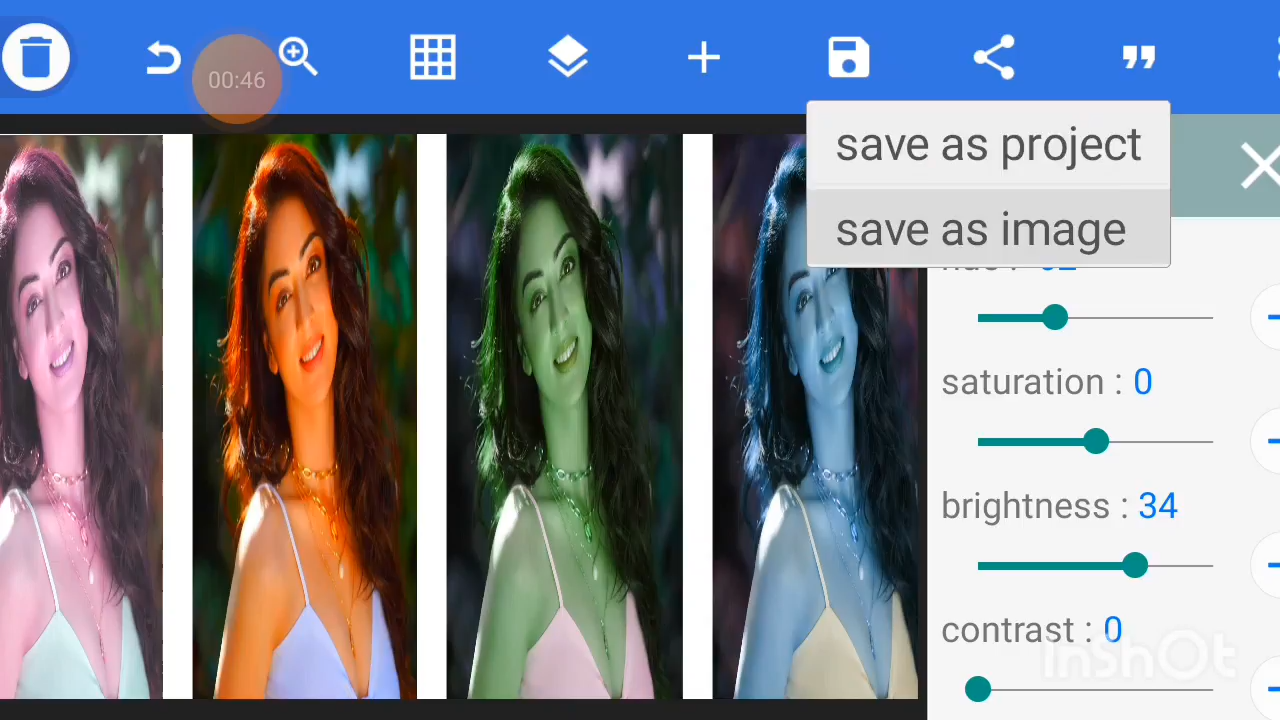 00:46
save as project
save as image
saturation : 0
brightness : 34
contrast : 0
InShOt